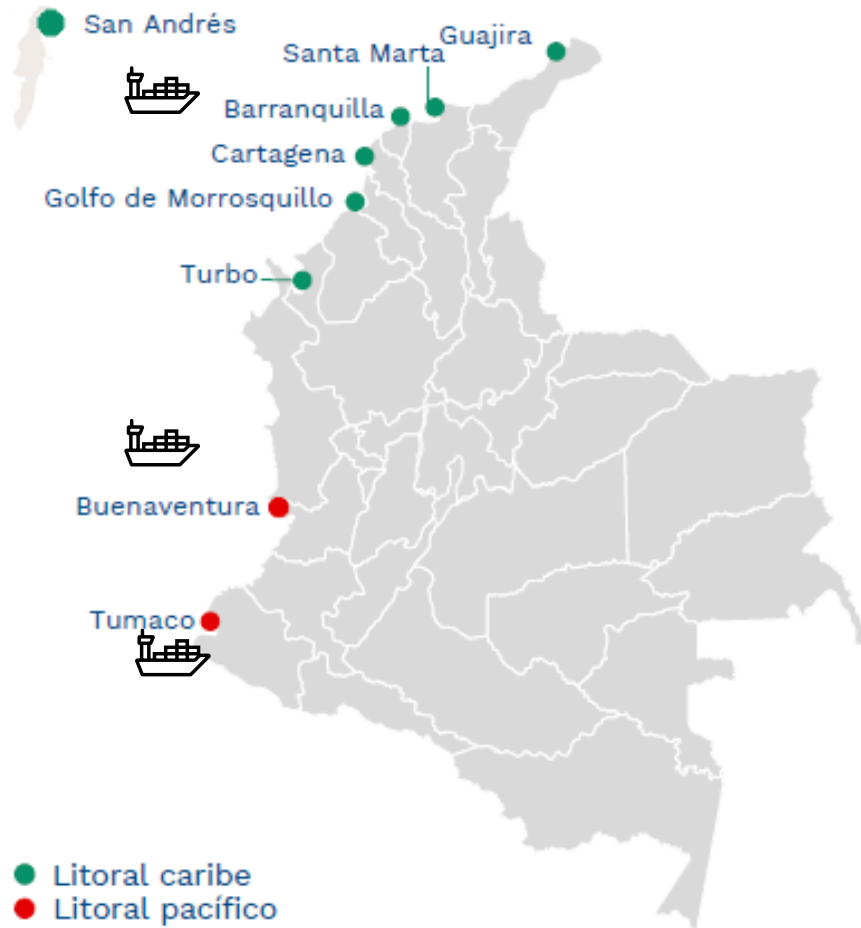 San Andrés
Guajira
Santa Marta
Barranquilla
Cartagena
Golfo de Morrosquillo
Turbo
Buenaventura
Tumaco
Litoral caribe
Litoral pacífico